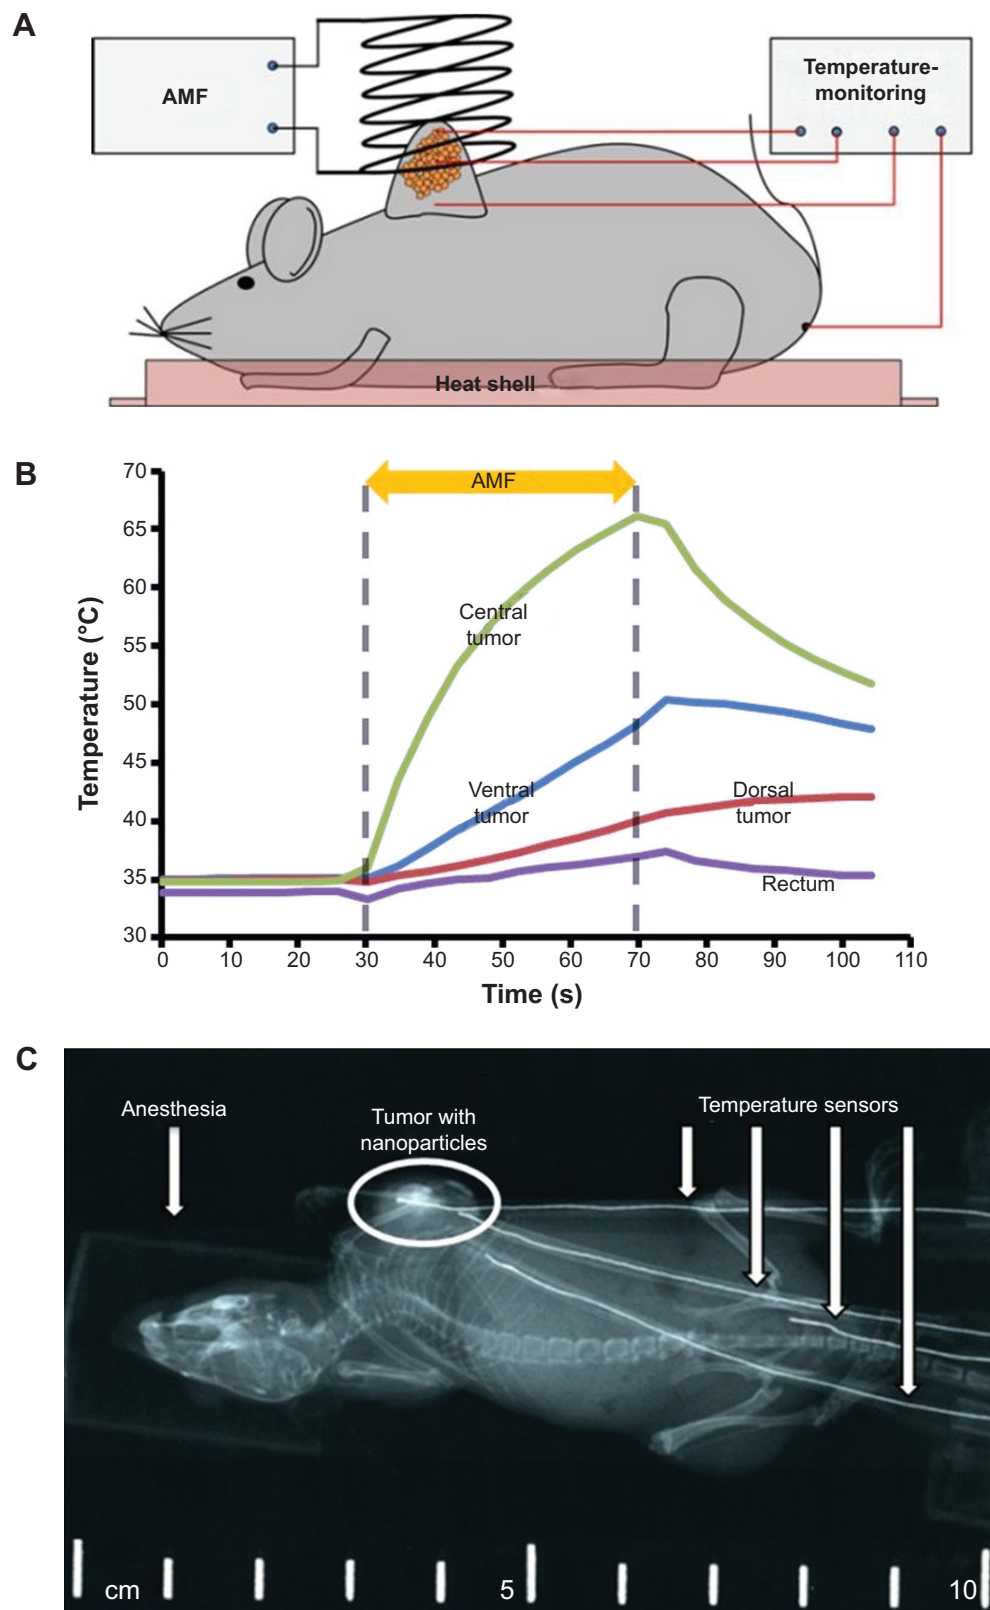 A
AMF
Temperature-
monitoring
Heat shell
B
70
65
60
55
50
45
40
35
30
Temperature (°C)
AMF
Central
tumor
Ventral
tumor
Dorsal
tumor
Rectum
0 10 20 30 40 50 60 70 80 90 100 110
Time (s)
C
Anesthesia
Tumor with
nanoparticles
Temperature sensors
cm 5 10